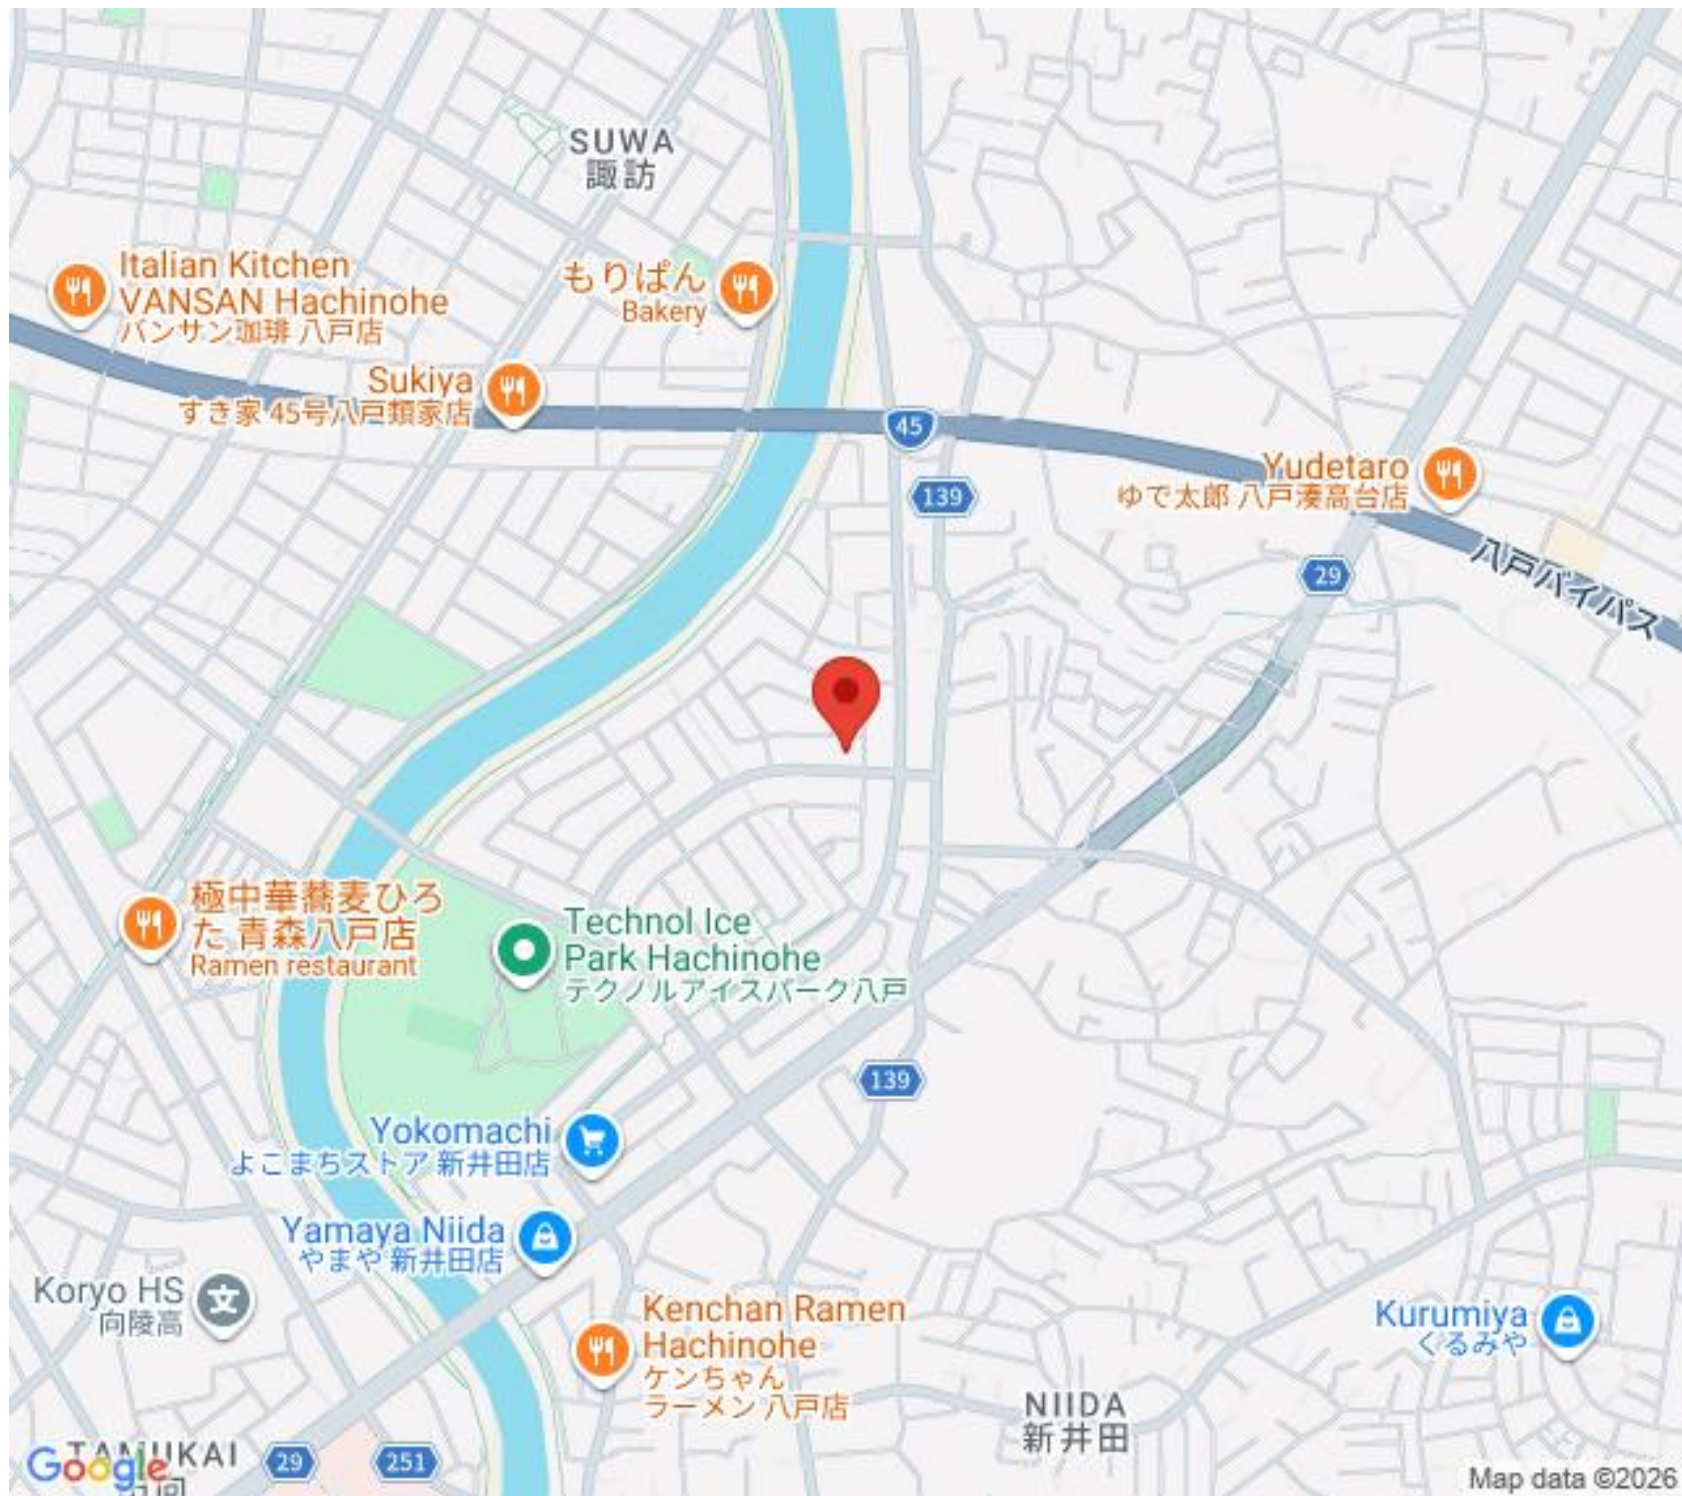 SUWA
諏訪
Italian Kitchen
VANSAN Hachinohe
バンサン珈琲 八戸店
もりぱん
Bakery
Sukiya
すき家 45号八戸類家店
45
139
Yudetaro
ゆで太郎 八戸湊高台店
八戸バイパス
29
極中華蕎麦ひろ
た 青森八戸店
Ramen restaurant
Technol Ice
Park Hachinohe
テクノルアイスパーク八戸
139
Yokomachi
よこまちストア 新井田店
Yamaya Niida
やまや 新井田店
Koryo HS
向陵高
文
Kenchan Ramen
Hachinohe
ケンちゃん
ラーメン 八戸店
Kurumiya
くるみや
NIIDA
新井田
29
251
Google
Map data ©2026